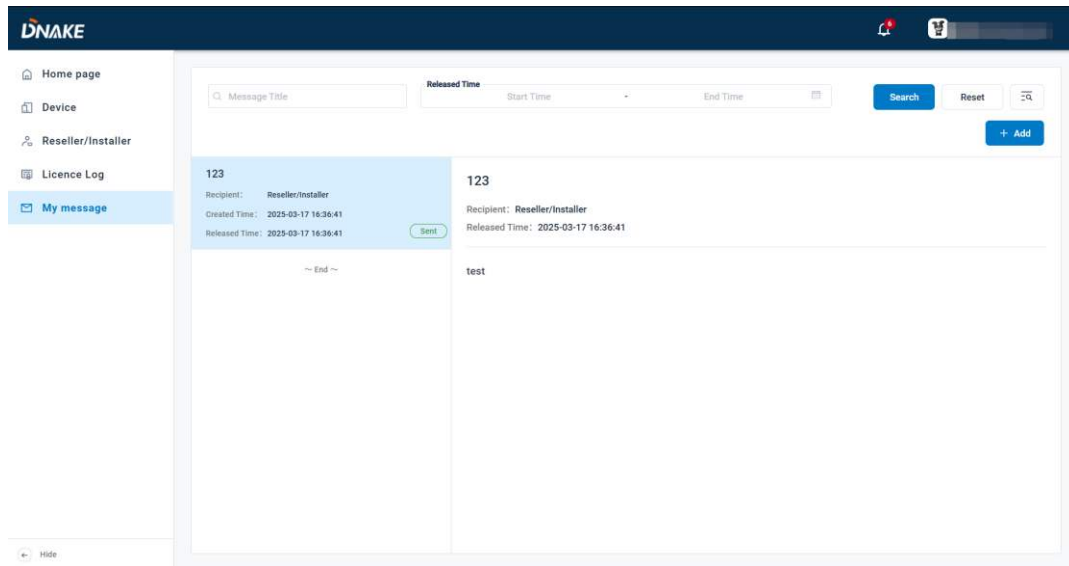 DNAKE
Home page
Device
Reseller/Installer
Licence Log
My message
Hide
Message Title
Released Time
Start Time - End Time
Search
Reset
+ Add
123
Recipient: Reseller/Installer
Created Time: 2025-03-17 16:36:41
Released Time: 2025-03-17 16:36:41
Sent
~ End ~
123
Recipient: Reseller/Installer
Released Time: 2025-03-17 16:36:41
test